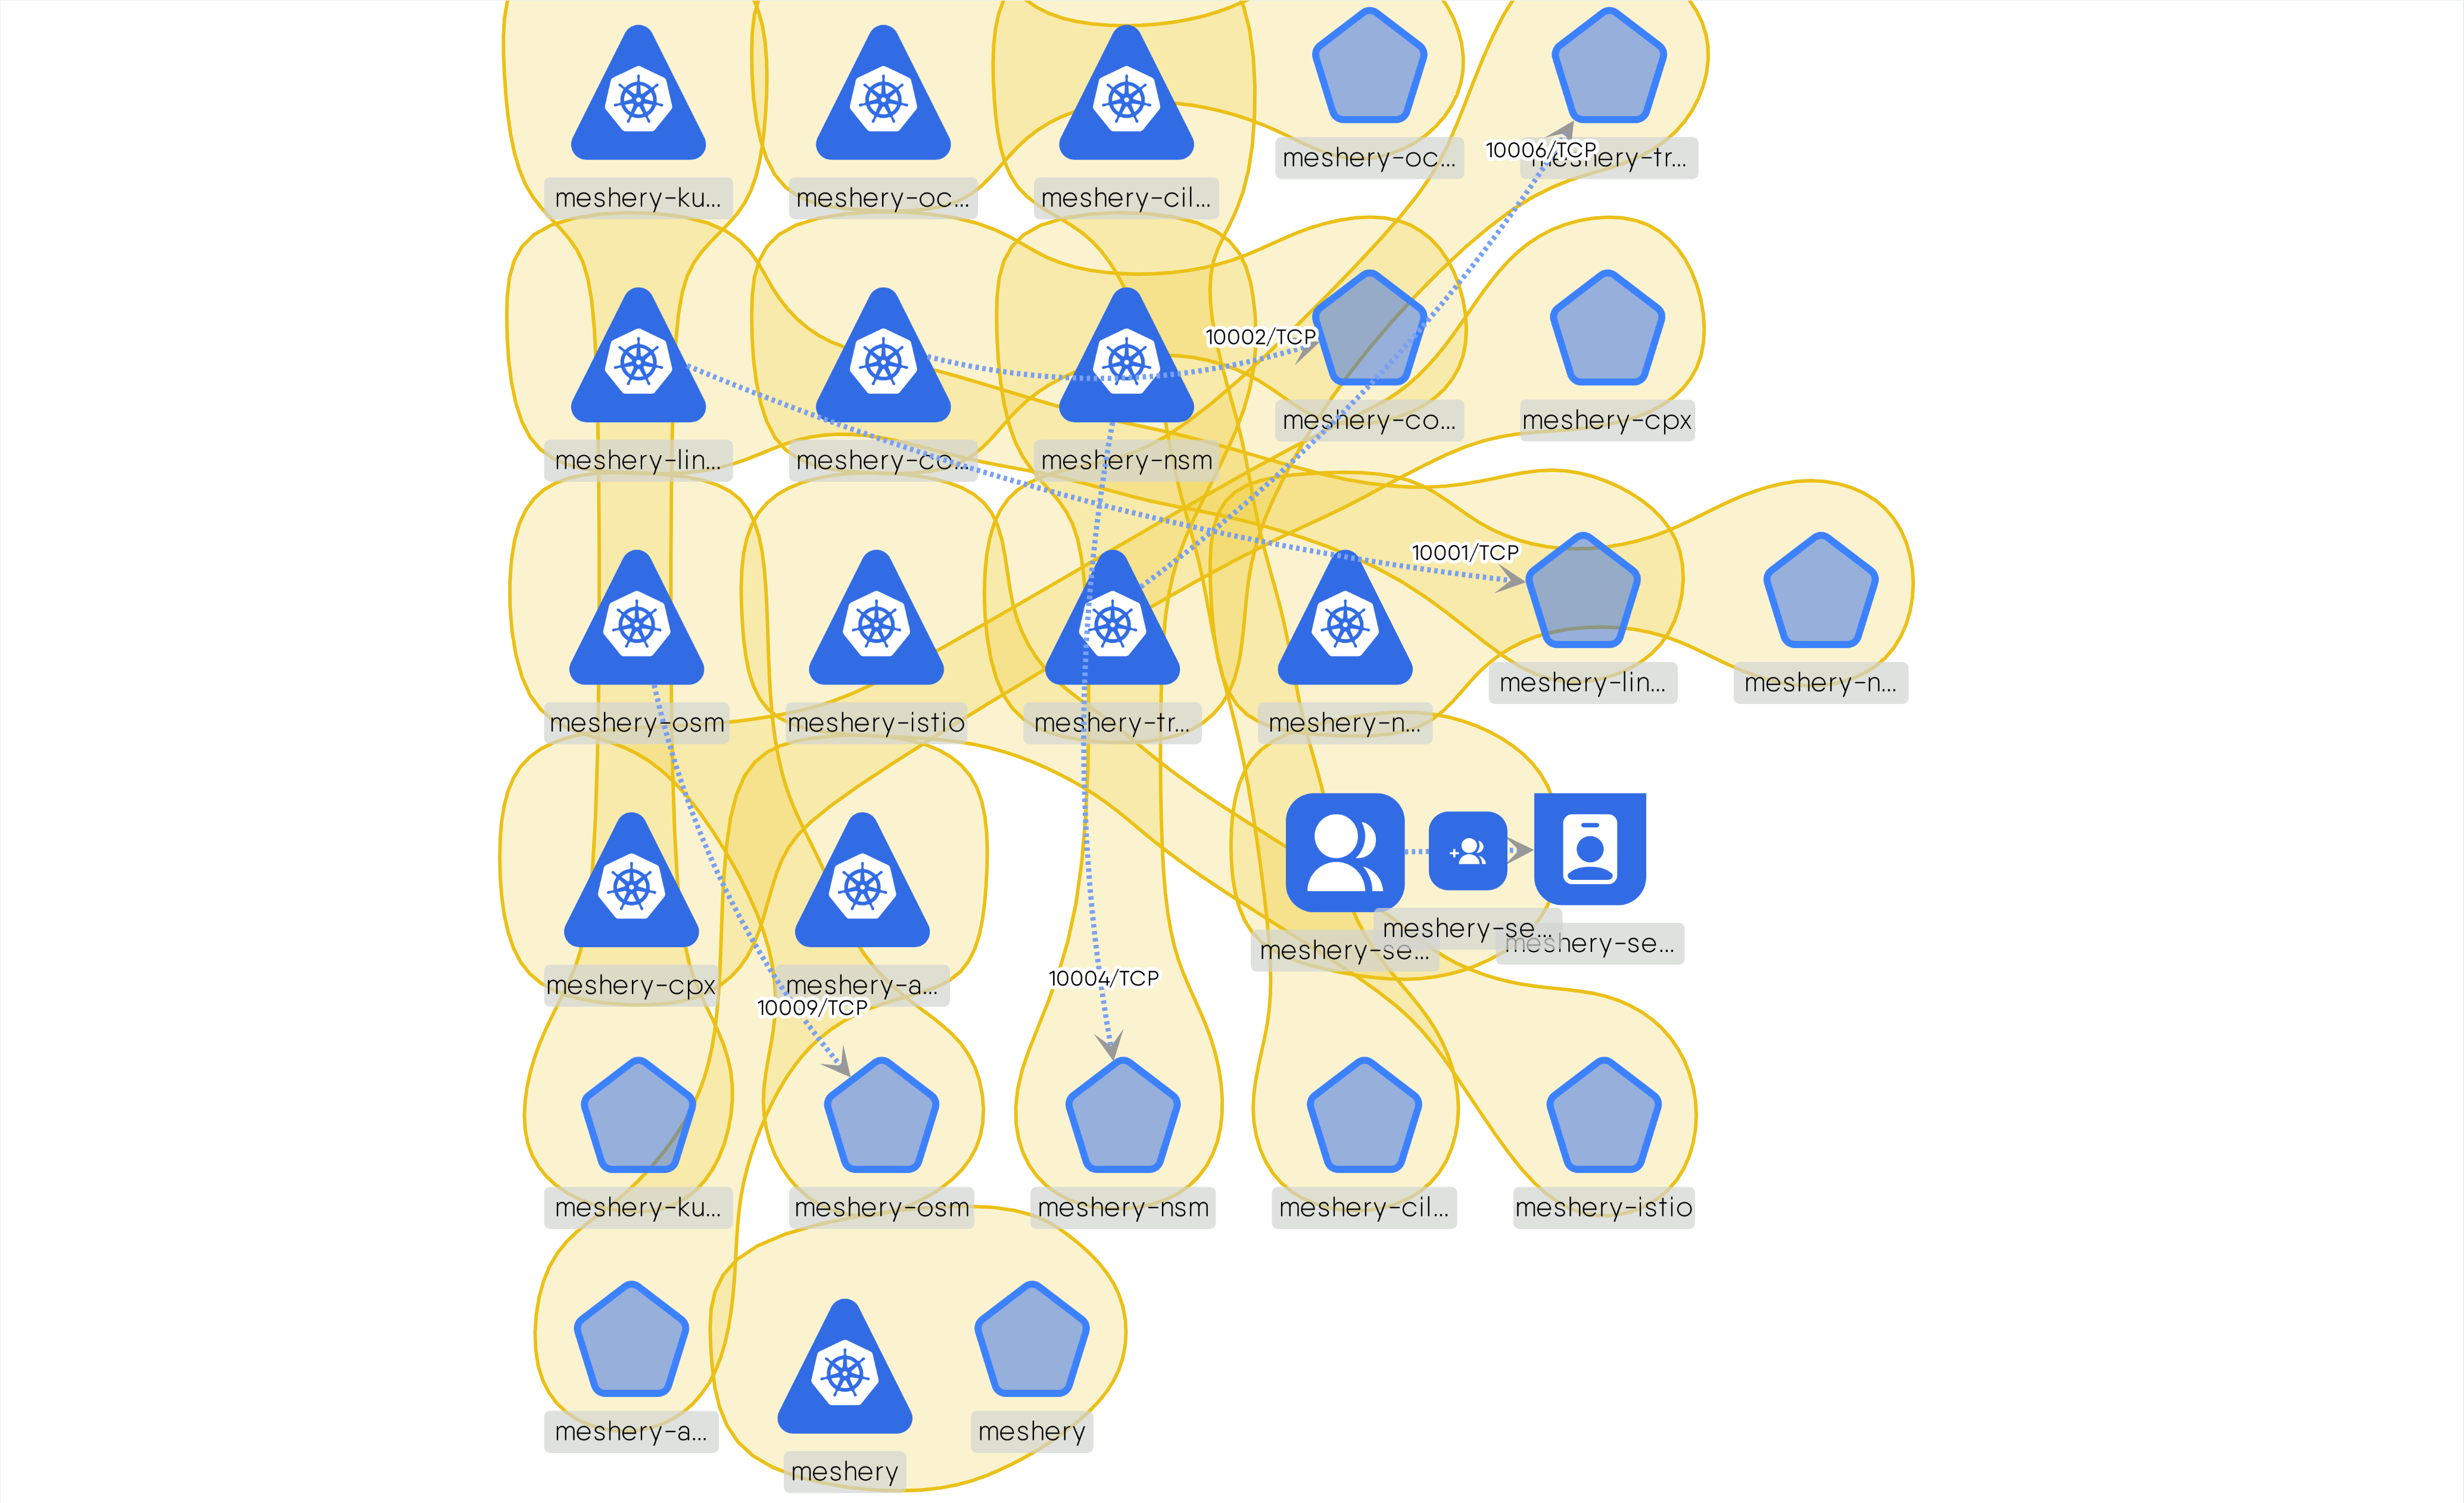 meshery-oc...
10006/TCP
meshery-tr...
meshery-ku...
meshery-oc...
meshery-cil...
10002/TCP
meshery-co...
meshery-cpx
meshery-lin...
meshery-co...
meshery-nsm
10001/TCP
meshery-lin...
meshery-n...
meshery-osm
meshery-istio
meshery-tr...
meshery-n...
meshery-se...
meshery-se...
meshery-se...
meshery-cpx
meshery-a...
10004/TCP
10009/TCP
meshery-ku...
meshery-osm
meshery-nsm
meshery-cil...
meshery-istio
meshery-a...
meshery
meshery